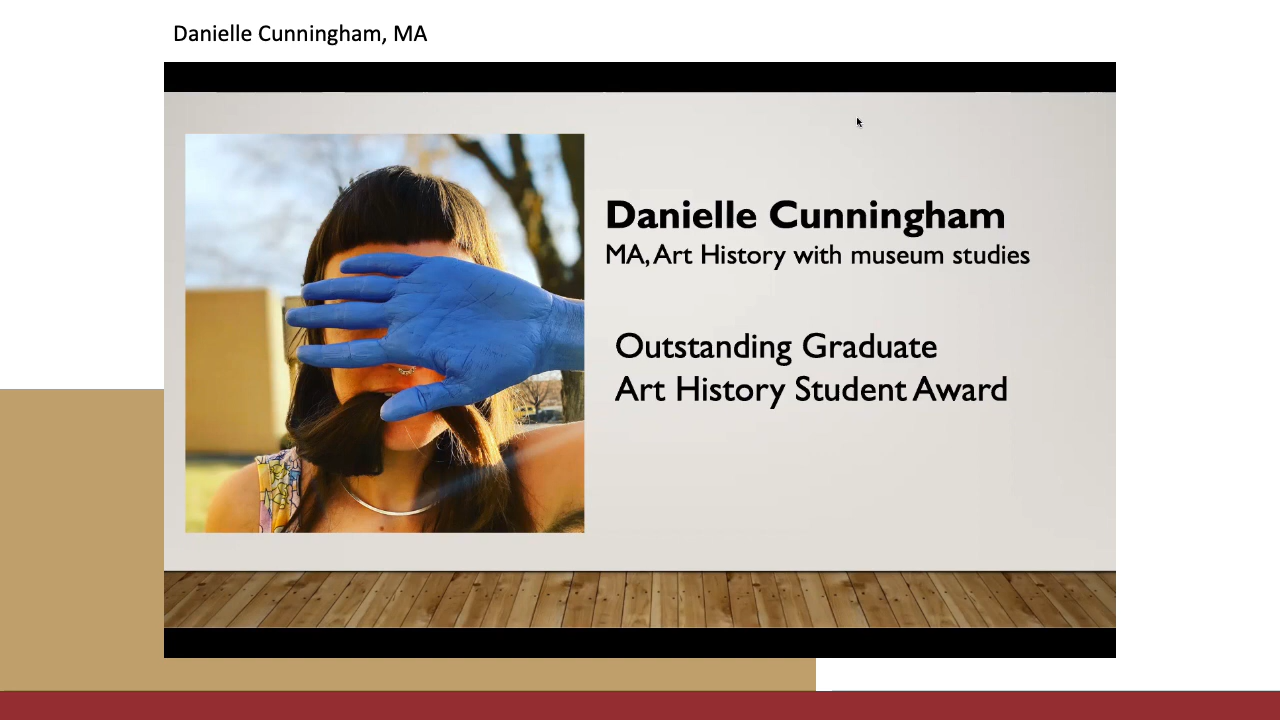 Danielle Cunningham, MA
Danielle Cunningham
MA, Art History with museum studies
Outstanding Graduate
Art History Student Award